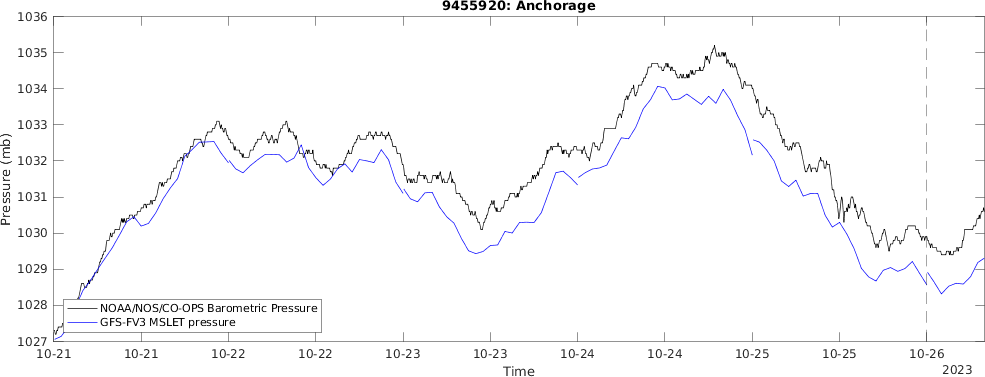 9455920: Anchorage
1036
1035
1034
1033
1032
1031
1030
1029
1028
1027
Pressure (mb)
NOAA/NOS/CO-OPS Barometric Pressure
GFS-FV3 MSLET pressure
10-21 10-21 10-22 10-22 10-23 10-23 10-24 10-24 10-25 10-25 10-26
Time
2023